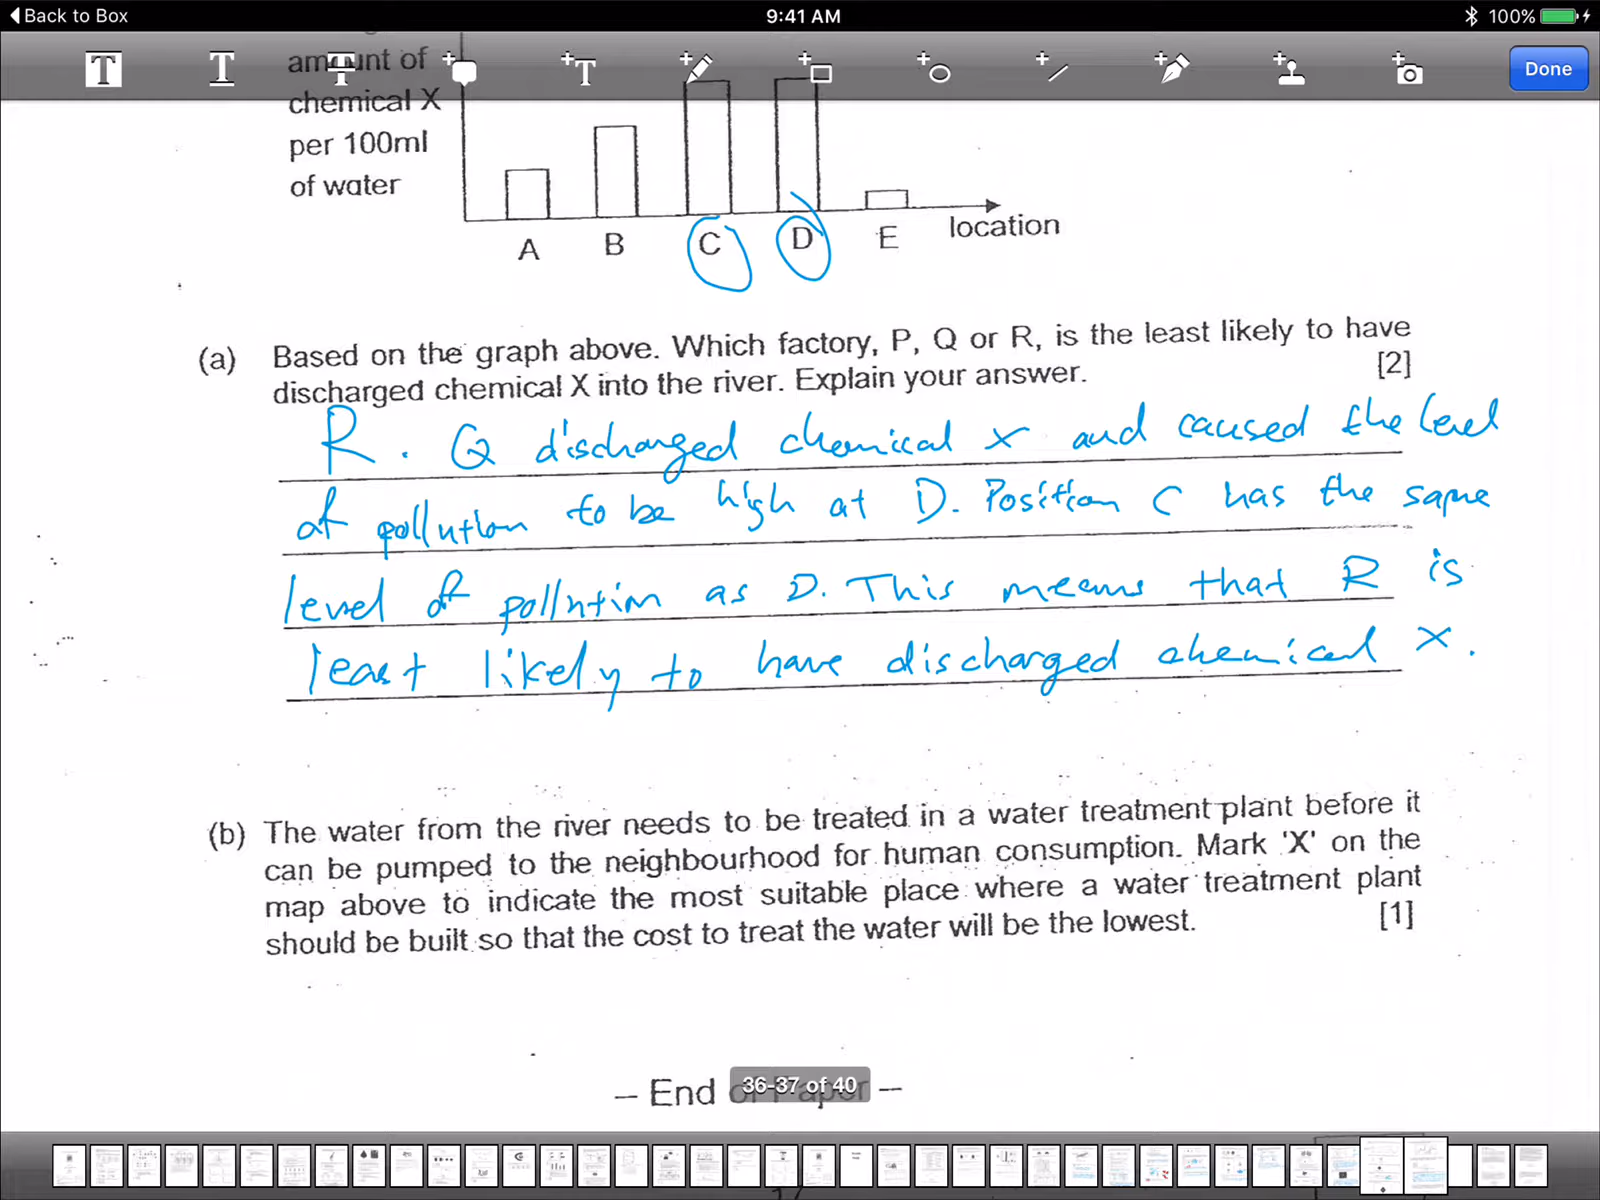 Back to Box
9:41 AM
100%
Done
amount of
chemical X
per 100ml
of water
A B C D E location
(a) Based on the graph above. Which factory, P, Q or R, is the least likely to have
discharged chemical X into the river. Explain your answer. [2]
R. Q discharged chemical X and caused the level
of pollution to be high at D. Position C has the same
level of pollution as D. This means that R is
least likely to have discharged chemical X.
(b) The water from the river needs to be treated in a water treatment plant before it
can be pumped to the neighbourhood for human consumption. Mark 'X' on the
map above to indicate the most suitable place where a water treatment plant
should be built so that the cost to treat the water will be the lowest. [1]
– End of Paper –
36-37 of 40